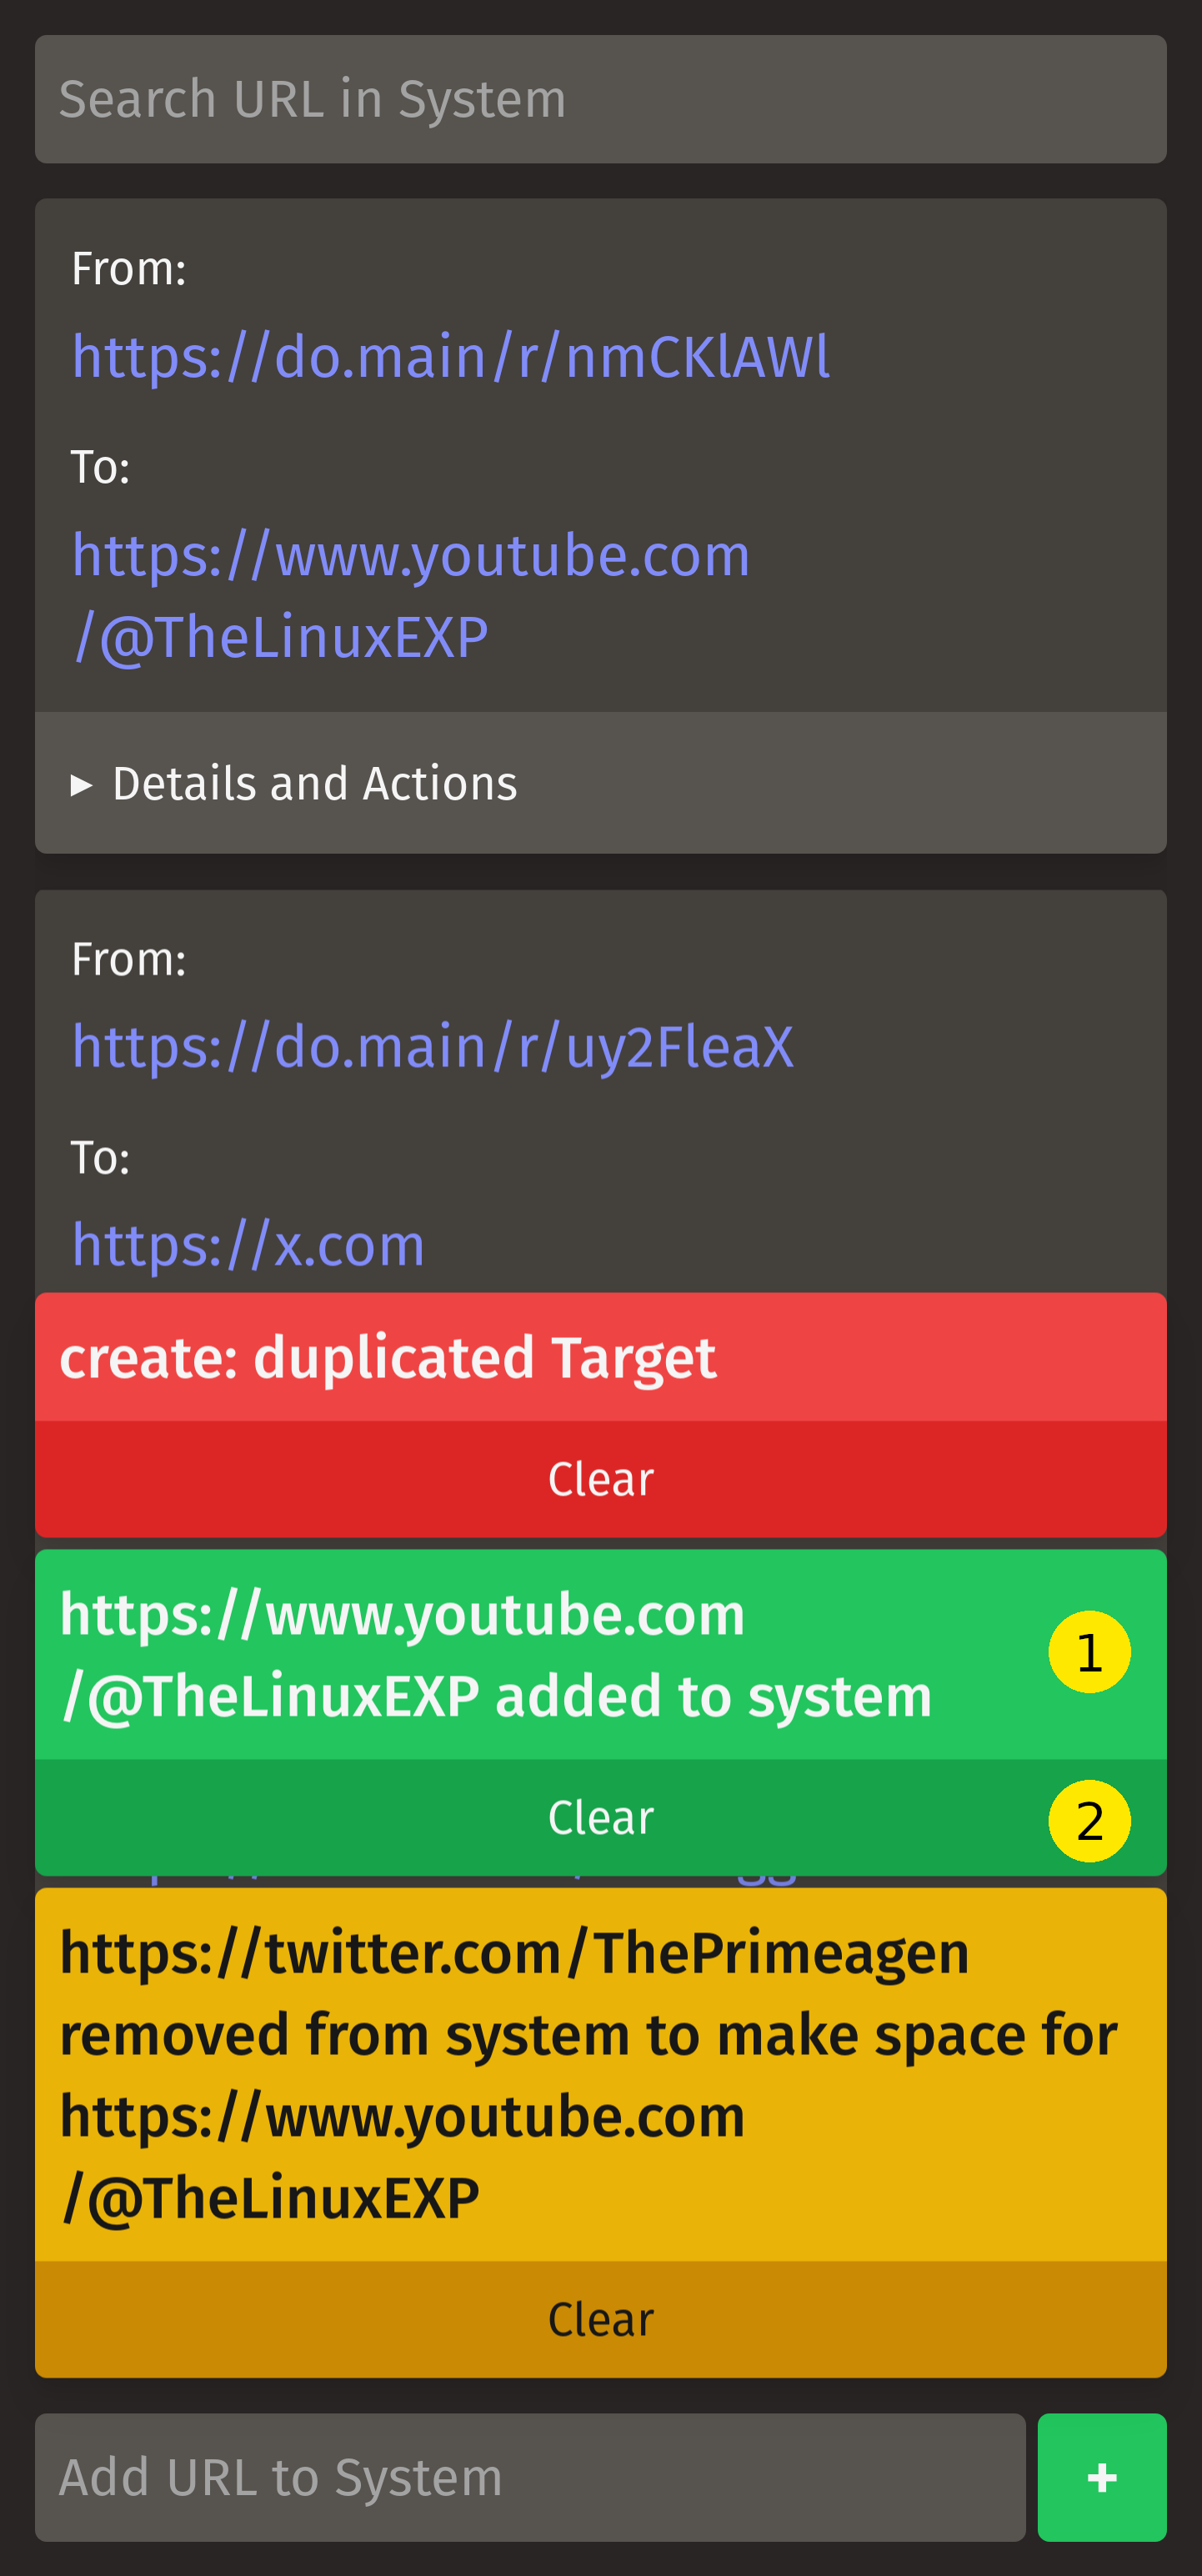 Search URL in System
From:
https://do.main/r/nmCKlAWl
To:
https://www.youtube.com
/@TheLinuxEXP
▸ Details and Actions
From:
https://do.main/r/uy2FleaX
To:
https://x.com
create: duplicated Target
Clear
https://www.youtube.com
/@TheLinuxEXP added to system
1
Clear
2
https://twitter.com/ThePrimeagen
removed from system to make space for
https://www.youtube.com
/@TheLinuxEXP
Clear
Add URL to System
+